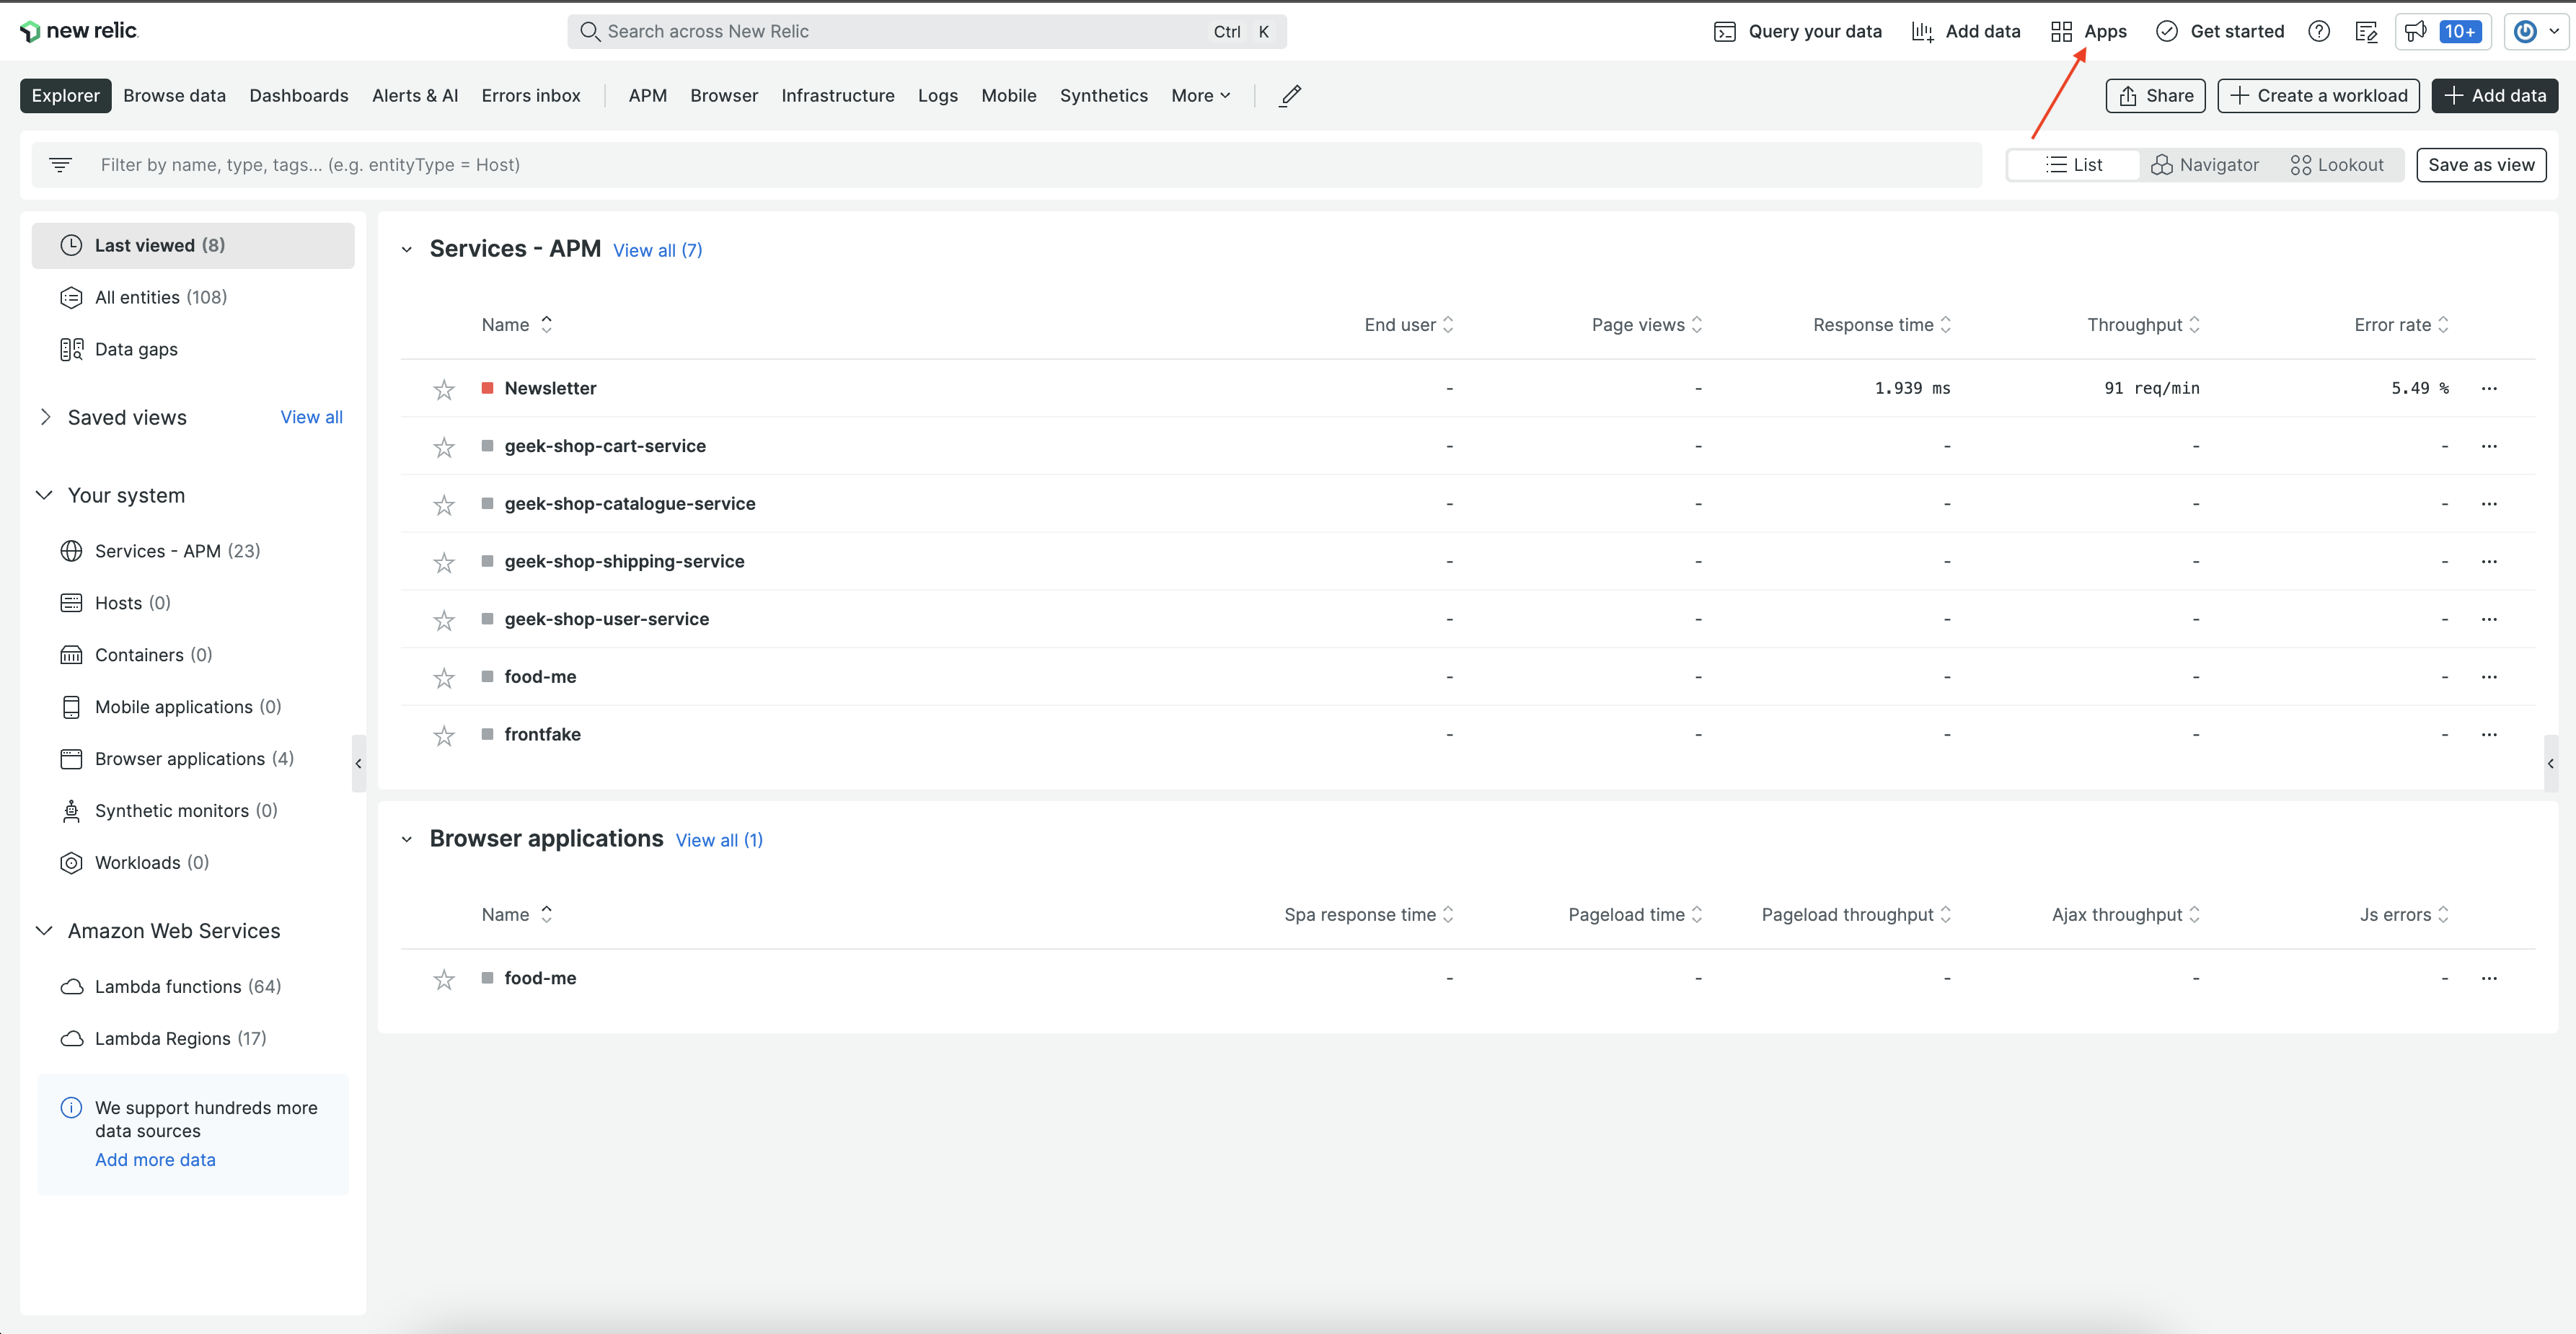 new relic
Search across New Relic Ctrl K
Query your data Add data Apps Get started 10+
Explorer Browse data Dashboards Alerts & AI Errors inbox APM Browser Infrastructure Logs Mobile Synthetics More Share Create a workload Add data
Filter by name, type, tags... (e.g. entityType = Host) List Navigator Lookout Save as view
Last viewed (8)
All entities (108)
Data gaps
Saved views View all
Your system
Services - APM (23)
Hosts (0)
Containers (0)
Mobile applications (0)
Browser applications (4)
Synthetic monitors (0)
Workloads (0)
Amazon Web Services
Lambda functions (64)
Lambda Regions (17)
We support hundreds more
data sources
Add more data
Services - APM View all (7)
Name End user Page views Response time Throughput Error rate
Newsletter - - 1.939 ms 91 req/min 5.49 % ...
geek-shop-cart-service - - - - - ...
geek-shop-catalogue-service - - - - - ...
geek-shop-shipping-service - - - - - ...
geek-shop-user-service - - - - - ...
food-me - - - - - ...
frontfake - - - - - ...
Browser applications View all (1)
Name Spa response time Pageload time Pageload throughput Ajax throughput Js errors
food-me - - - - - ...